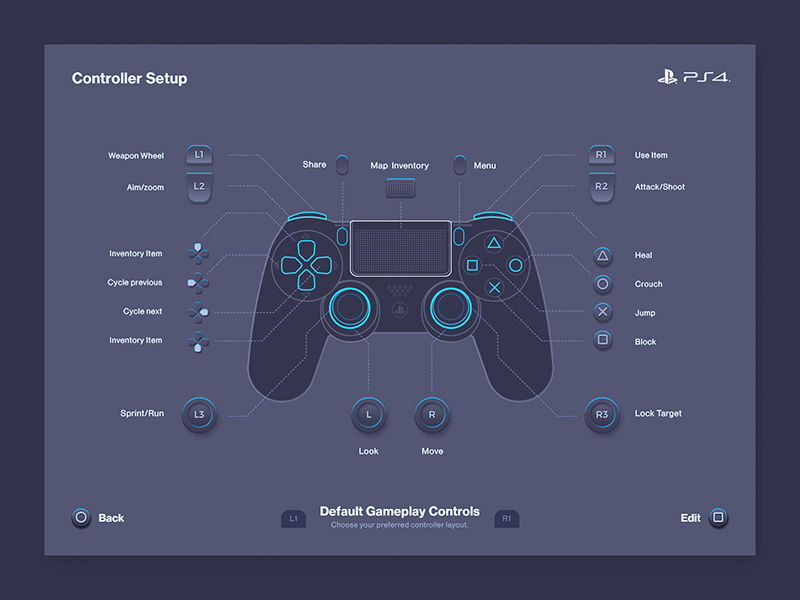 Controller Setup
PS4
Weapon Wheel
L1
Aim/zoom
L2
Share
Map Inventory
Menu
R1
Use Item
R2
Attack/Shoot
Inventory Item
Cycle previous
Cycle next
Inventory Item
Heal
Crouch
Jump
Block
Sprint/Run
L3
L
Look
R
Move
R3
Lock Target
Back
L1
Default Gameplay Controls
Choose your preferred controller layout.
R1
Edit